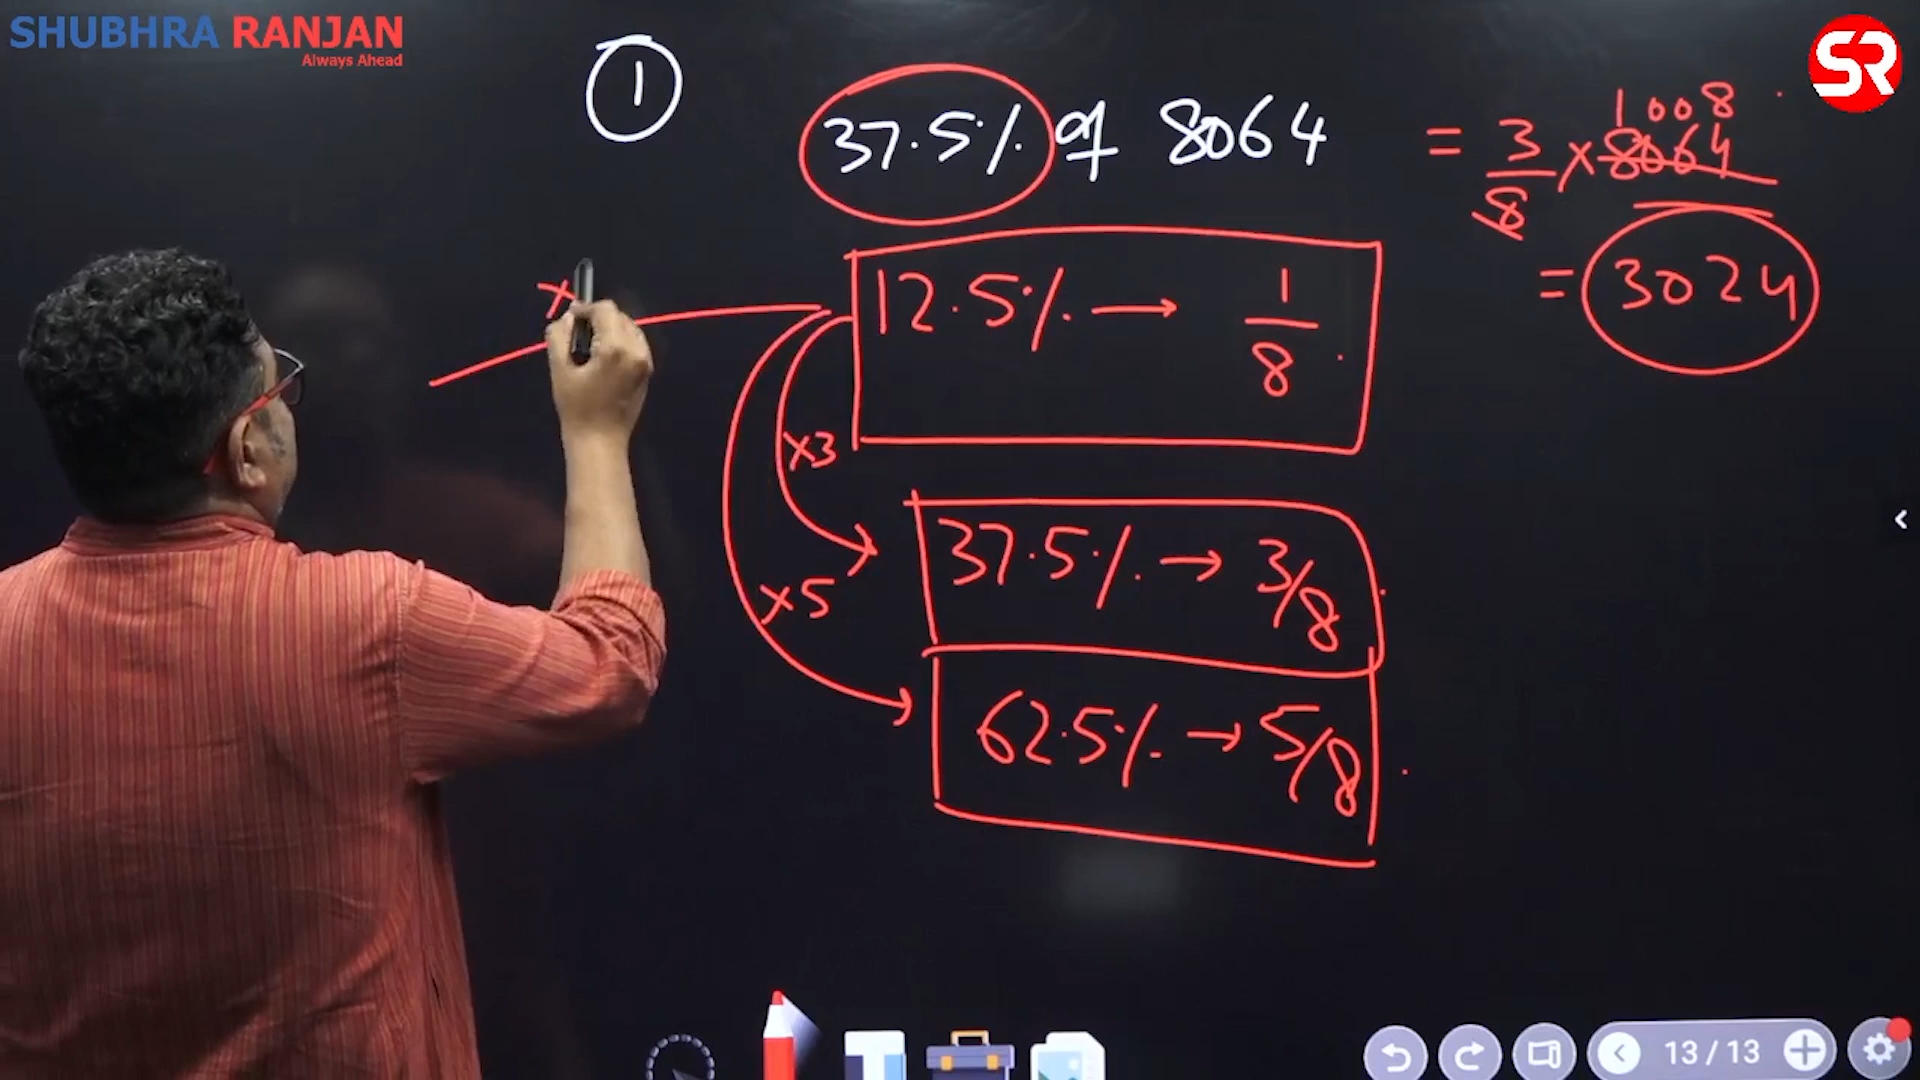 SHUBHRA RANJAN
Always Ahead
SR
1
37.5% of 8064
= 3/8 × 8064
1008
= 3024
12.5% → 1/8
×
×3
37.5% → 3/8
×5
62.5% → 5/8
T
13/13